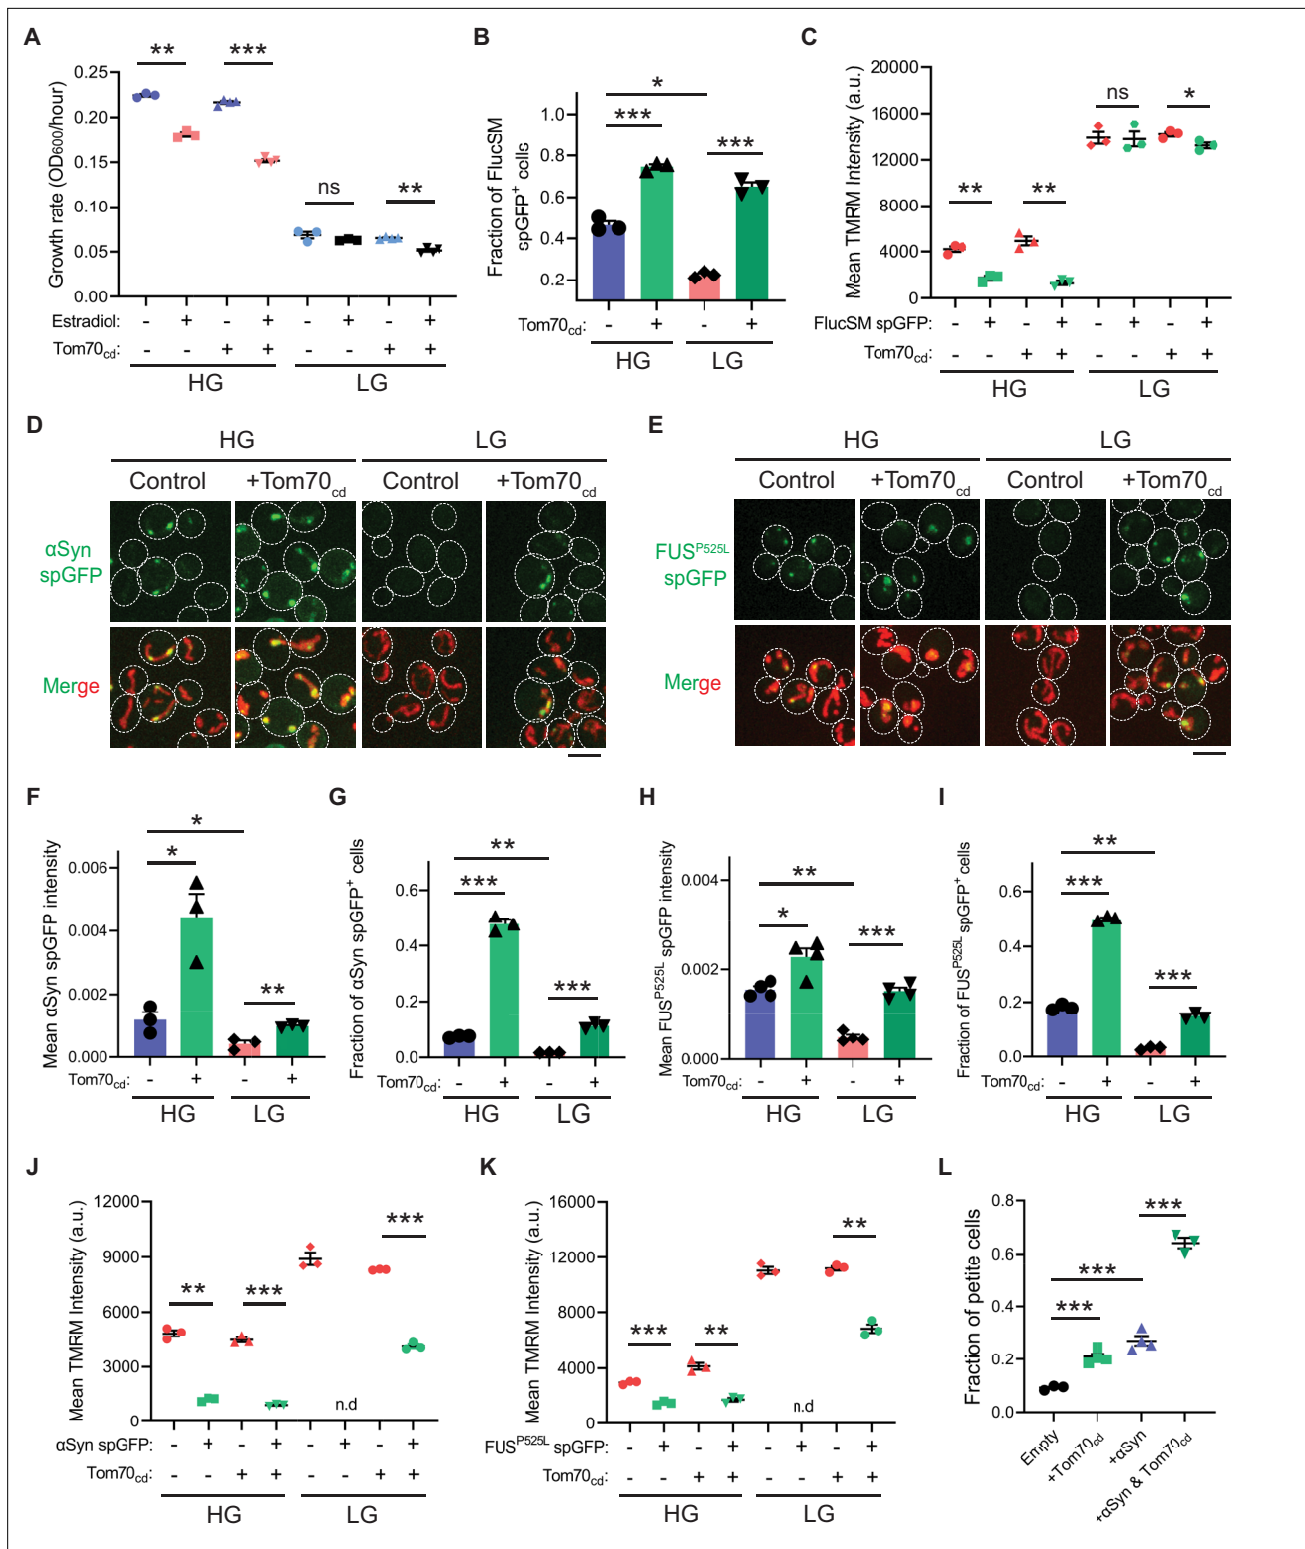 A
** ***
Growth rate (OD600/hour)
0.25
0.20
0.15
0.10
0.05
0.00
ns **
Estradiol: - + - + - + - +
Tom70cd: - - + + - - + +
HG LG
B
Fraction of FlucSM
spGFP+ cells
1.0
0.8
0.6
0.4
0.2
*
*** ***
Tom70cd: - + - +
HG LG
C
Mean TMRM Intensity (a.u.)
20000
16000
12000
8000
4000
0
ns *
** **
FlucSM spGFP: - + - + - + - +
Tom70cd: - - + + - - + +
HG LG
D
HG LG
Control +Tom70cd Control +Tom70cd
αSyn
spGFP
Merge
E
HG LG
Control +Tom70cd Control +Tom70cd
FUSP525L
spGFP
Merge
F
Mean αSyn spGFP intensity
0.006
0.004
0.002
0.000
*
*
**
Tom70cd: - + - +
HG LG
G
Fraction of αSyn spGFP+ cells
0.6
0.4
0.2
0.0
**
***
***
Tom70cd: - + - +
HG LG
H
Mean FUSP525L spGFP intensity
0.004
0.002
0.000
**
* ***
Tom70cd: - + - +
HG LG
I
Fraction of FUSP525L spGFP+ cells
0.6
0.4
0.2
0.0
**
***
***
Tom70cd: - + - +
HG LG
J
Mean TMRM Intensity (a.u.)
12000
9000
6000
3000
0
***
** ***
n.d
αSyn spGFP: - + - + - - - +
Tom70cd: - - + + - - + +
HG LG
K
Mean TMRM Intensity (a.u.)
16000
12000
8000
4000
0
**
*** **
n.d
FUSP525L spGFP: - + - + - - - +
Tom70cd: - - + + - - + +
HG LG
L
Fraction of petite cells
0.8
0.6
0.4
0.2
0.0
***
***
***
Empty
+Tom70cd
+αSyn
+αSyn & Tom70cd